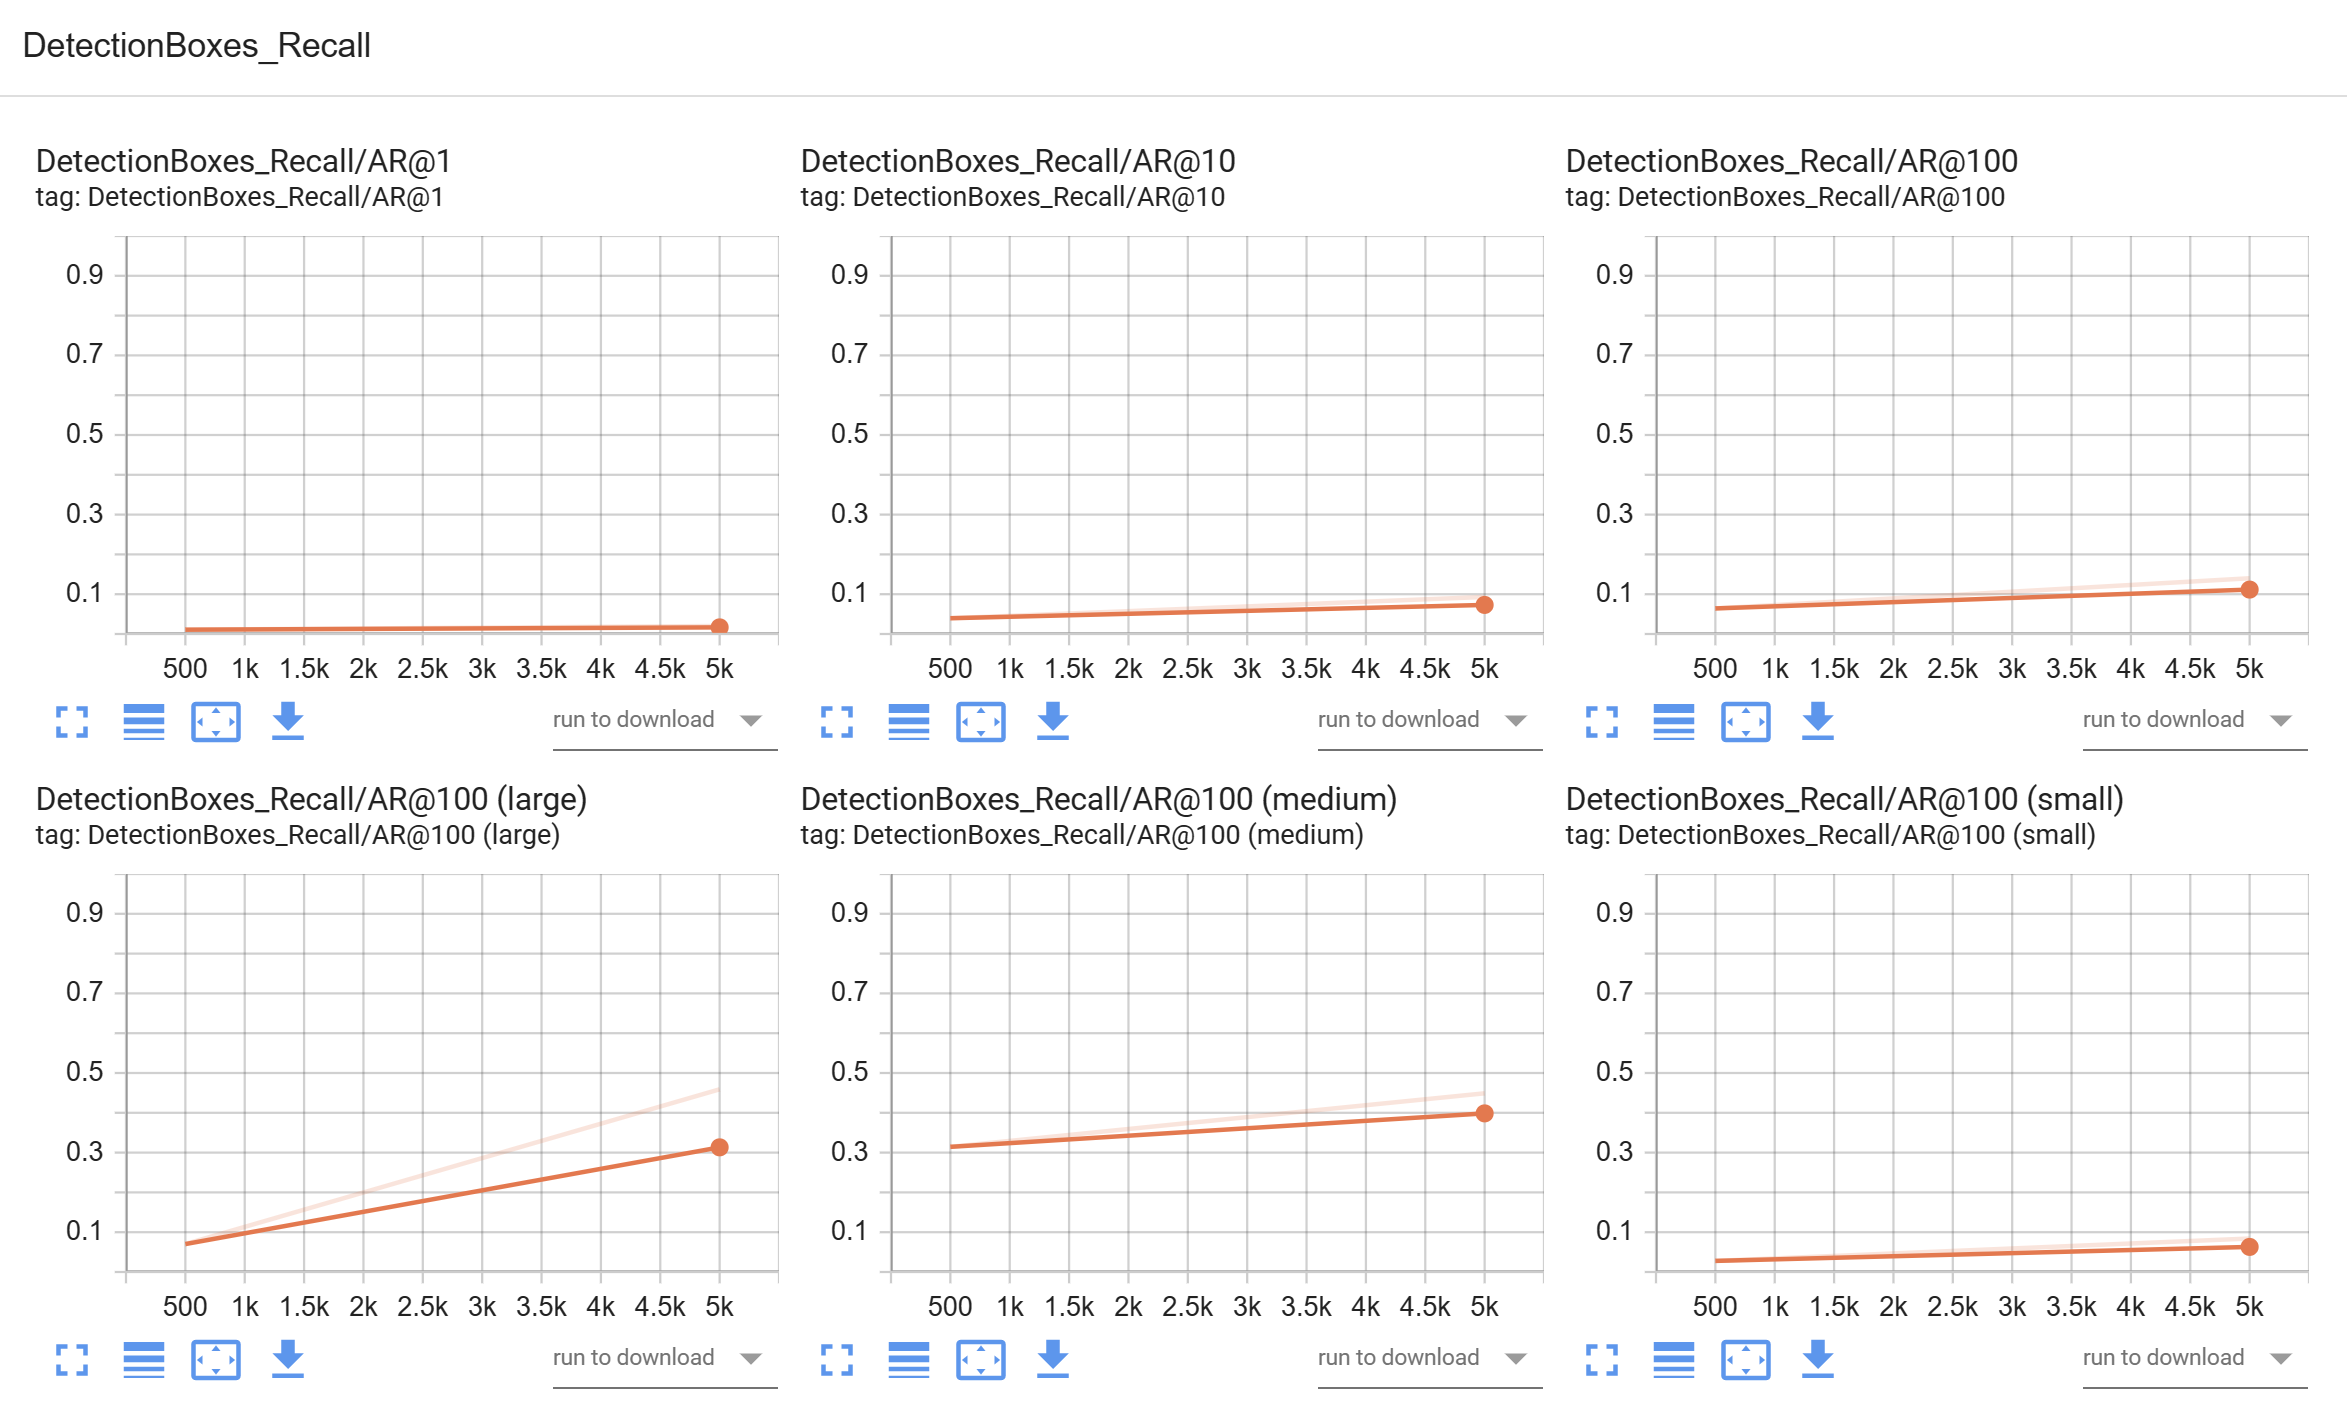 DetectionBoxes_Recall
DetectionBoxes_Recall/AR@1
tag: DetectionBoxes_Recall/AR@1
0.9
0.7
0.5
0.3
0.1
500 1k 1.5k 2k 2.5k 3k 3.5k 4k 4.5k 5k
run to download
DetectionBoxes_Recall/AR@10
tag: DetectionBoxes_Recall/AR@10
0.9
0.7
0.5
0.3
0.1
500 1k 1.5k 2k 2.5k 3k 3.5k 4k 4.5k 5k
run to download
DetectionBoxes_Recall/AR@100
tag: DetectionBoxes_Recall/AR@100
0.9
0.7
0.5
0.3
0.1
500 1k 1.5k 2k 2.5k 3k 3.5k 4k 4.5k 5k
run to download
DetectionBoxes_Recall/AR@100 (large)
tag: DetectionBoxes_Recall/AR@100 (large)
0.9
0.7
0.5
0.3
0.1
500 1k 1.5k 2k 2.5k 3k 3.5k 4k 4.5k 5k
run to download
DetectionBoxes_Recall/AR@100 (medium)
tag: DetectionBoxes_Recall/AR@100 (medium)
0.9
0.7
0.5
0.3
0.1
500 1k 1.5k 2k 2.5k 3k 3.5k 4k 4.5k 5k
run to download
DetectionBoxes_Recall/AR@100 (small)
tag: DetectionBoxes_Recall/AR@100 (small)
0.9
0.7
0.5
0.3
0.1
500 1k 1.5k 2k 2.5k 3k 3.5k 4k 4.5k 5k
run to download